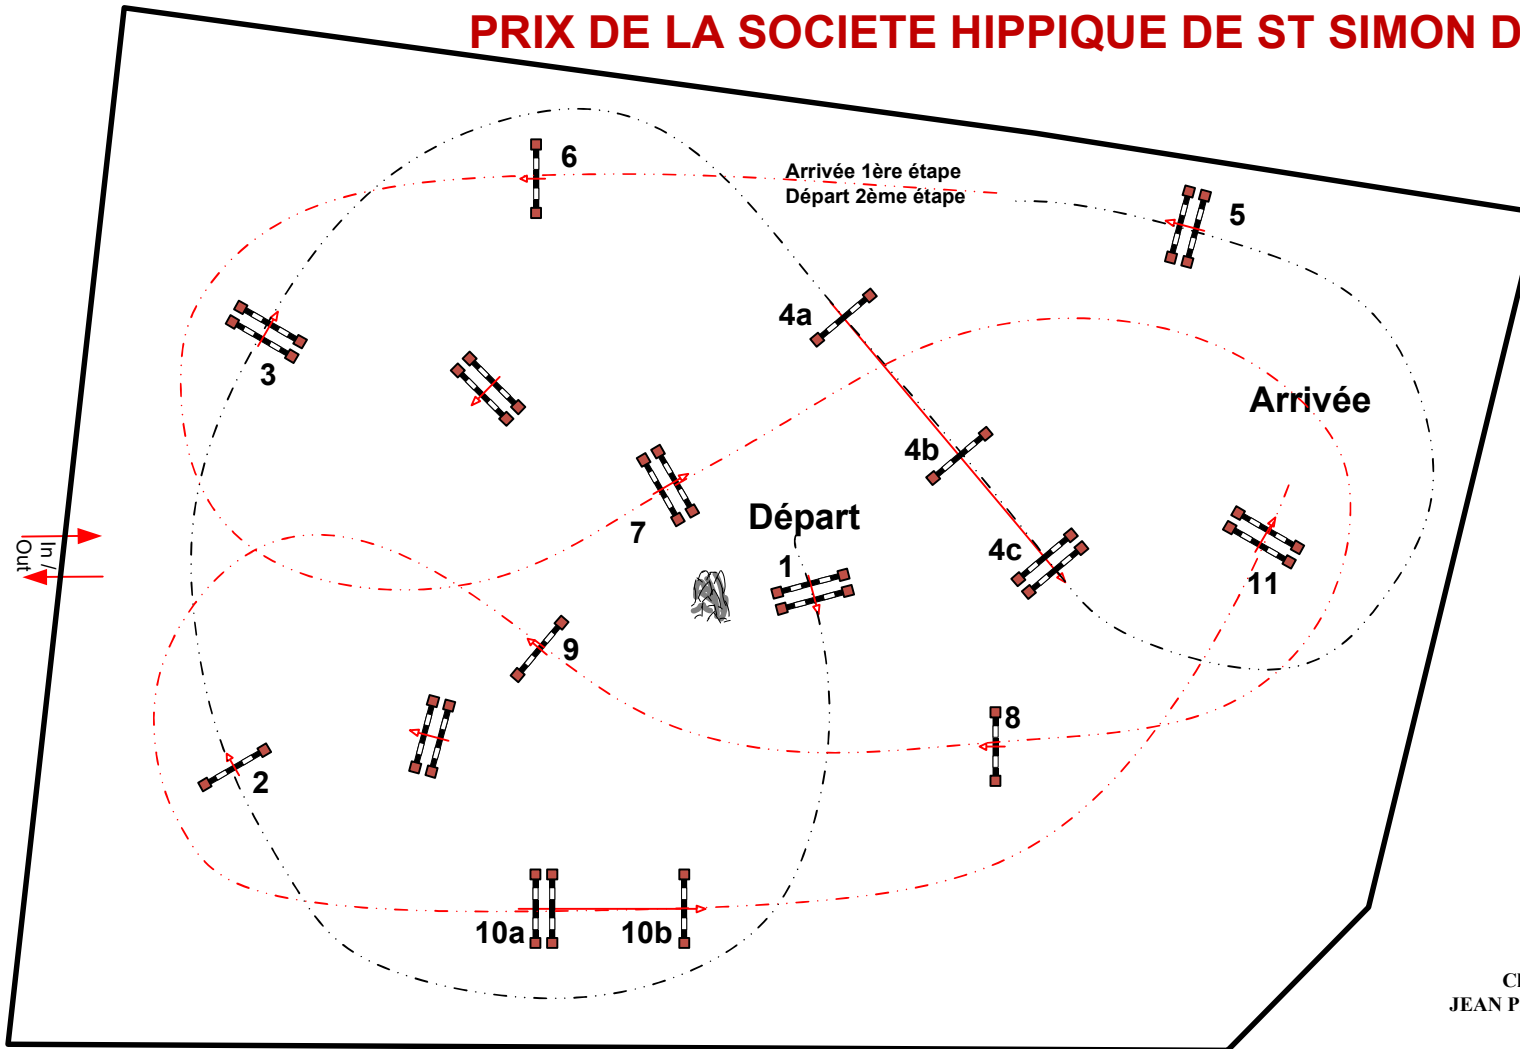 PRIX DE LA SOCIETE HIPPIQUE DE ST SIMON D
6
Arrivée 1ère étape
Départ 2ème étape
5
4a
3
Arrivée
4b
7
Départ
4c
1
11
In /
Out
9
8
2
10a
10b
JEAN P